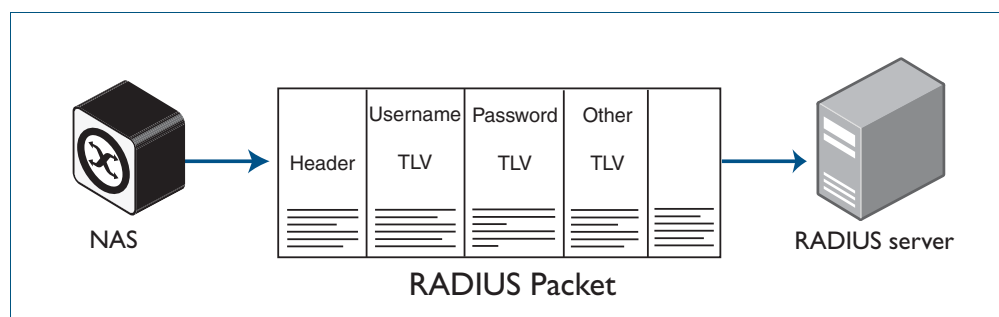 Username Password Other
Header TLV TLV TLV
NAS
RADIUS server
RADIUS Packet